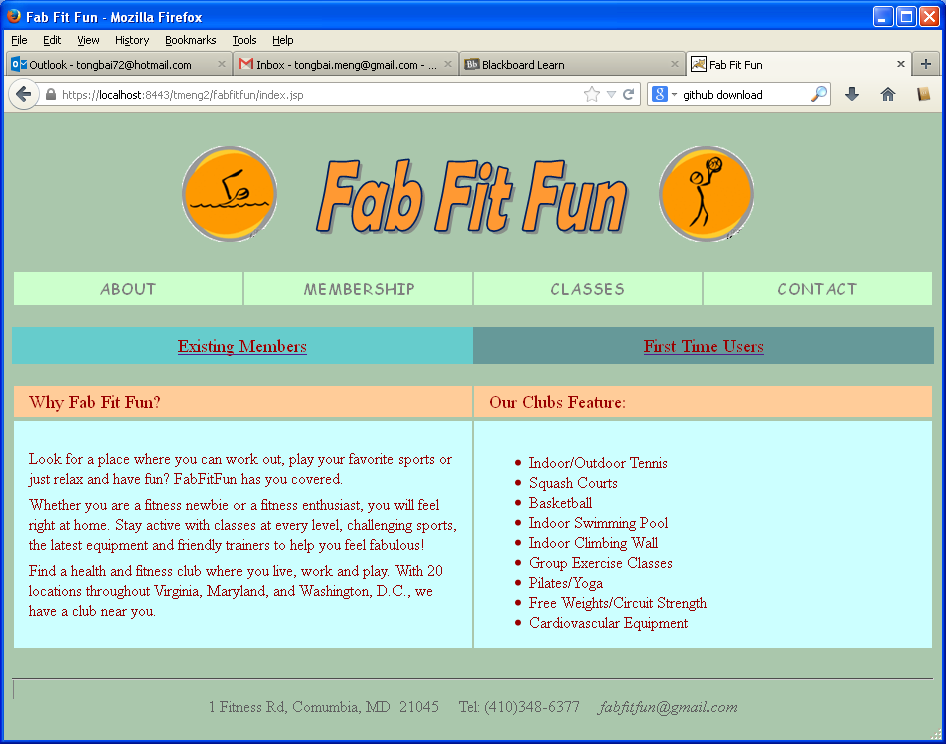 Fab Fit Fun - Mozilla Firefox
File Edit View History Bookmarks Tools Help
Outlook - tongbai72@hotmail.com
Inbox - tongbai.meng@gmail.com - ...
Blackboard Learn
Fab Fit Fun
https://localhost:8443/tmeng2/fabfitfun/index.jsp
github download
Fab Fit Fun
ABOUT MEMBERSHIP CLASSES CONTACT
Existing Members
First Time Users
Why Fab Fit Fun?
Look for a place where you can work out, play your favorite sports or
just relax and have fun? FabFitFun has you covered.
Whether you are a fitness newbie or a fitness enthusiast, you will feel
right at home. Stay active with classes at every level, challenging sports,
the latest equipment and friendly trainers to help you feel fabulous!
Find a health and fitness club where you live, work and play. With 20
locations throughout Virginia, Maryland, and Washington, D.C., we
have a club near you.
Our Clubs Feature:
Indoor/Outdoor Tennis
Squash Courts
Basketball
Indoor Swimming Pool
Indoor Climbing Wall
Group Exercise Classes
Pilates/Yoga
Free Weights/Circuit Strength
Cardiovascular Equipment
1 Fitness Rd, Comumbia, MD 21045 Tel: (410)348-6377 fabfitfun@gmail.com